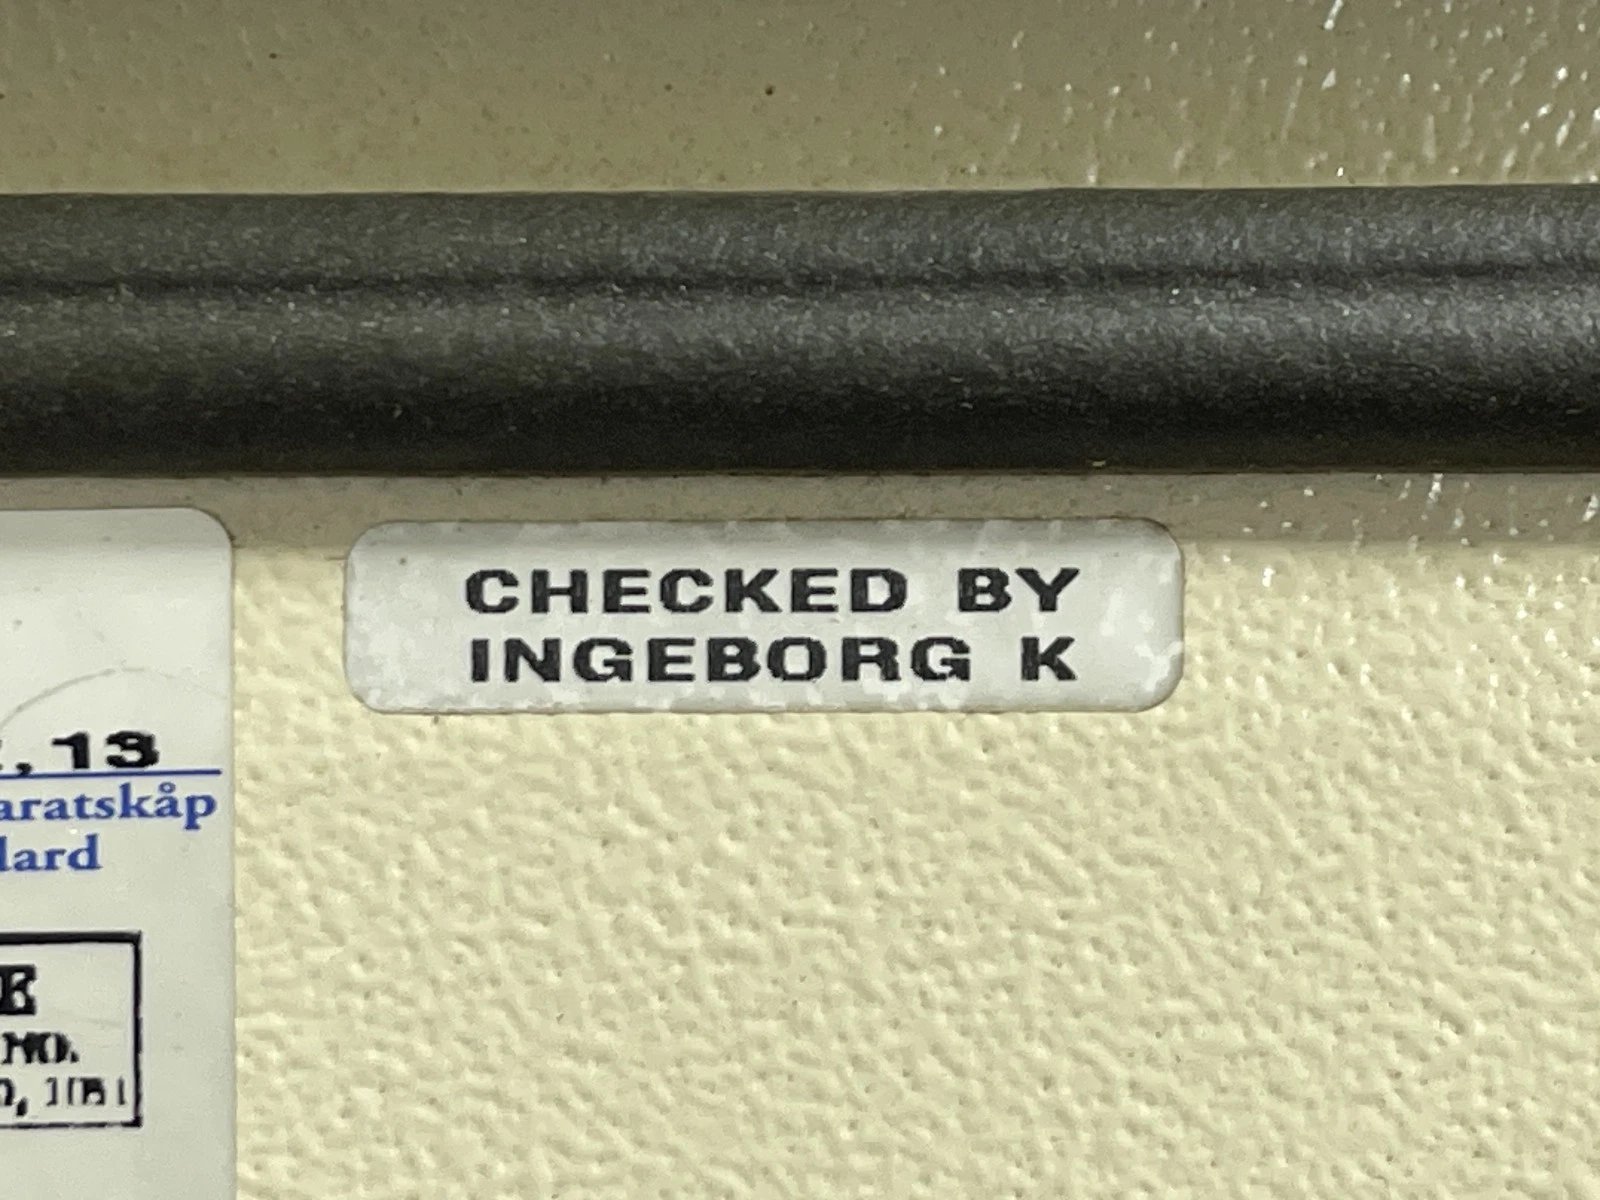 CHECKED BY
INGEBORG K
,13
aratskåp
lard
E
NO.